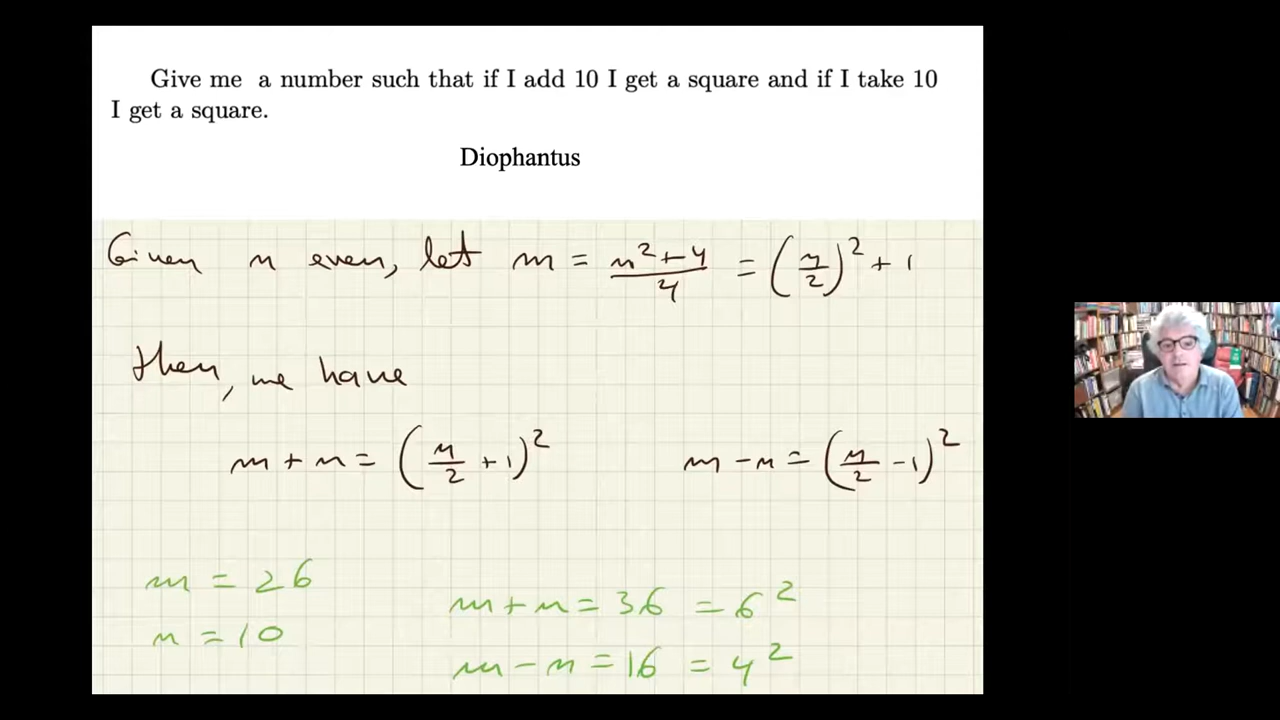 Give me a number such that if I add 10 I get a square and if I take 10
I get a square.
Diophantus
Given n even, let m = (n² + 4)/4 = (n/2)² + 1
then, we have
m + n = (n/2 + 1)² m - n = (n/2 - 1)²
m = 26
m + n = 36 = 6²
n = 10
m - n = 16 = 4²